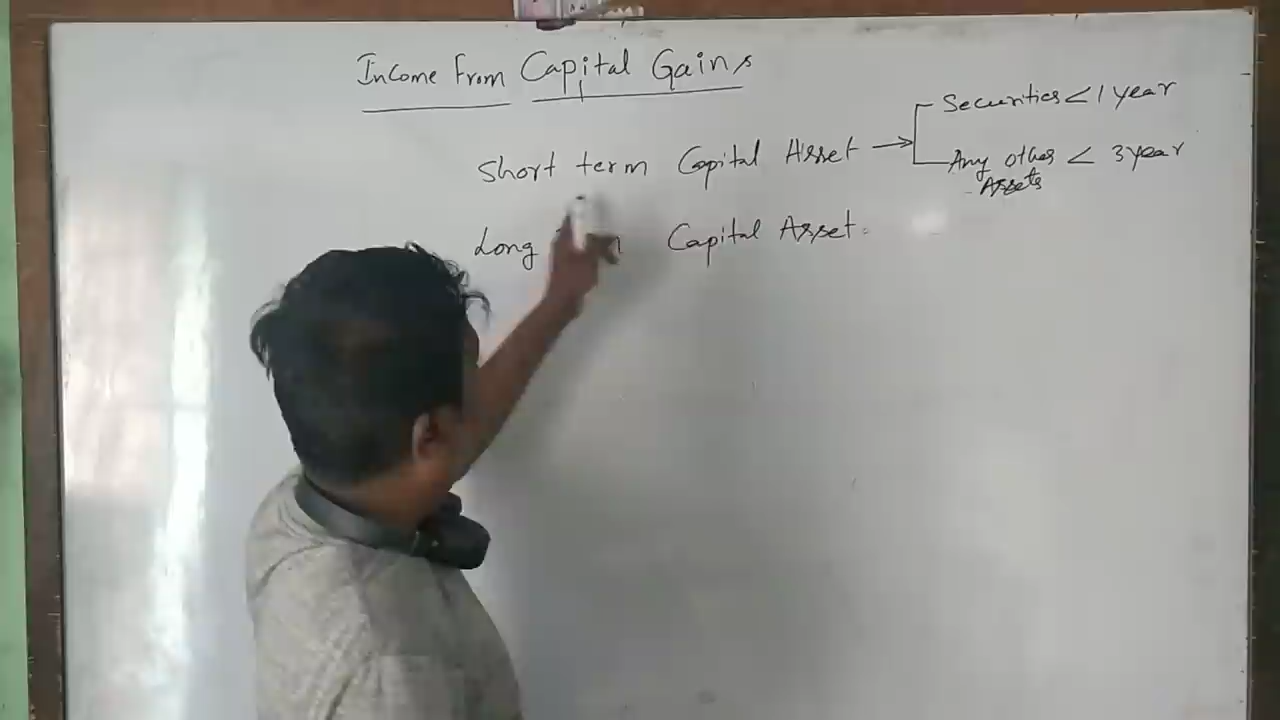 Income From Capital Gains
Short term Capital Asset → Securities < 1 year
Any other < 3 year
Assets
Long Capital Asset.